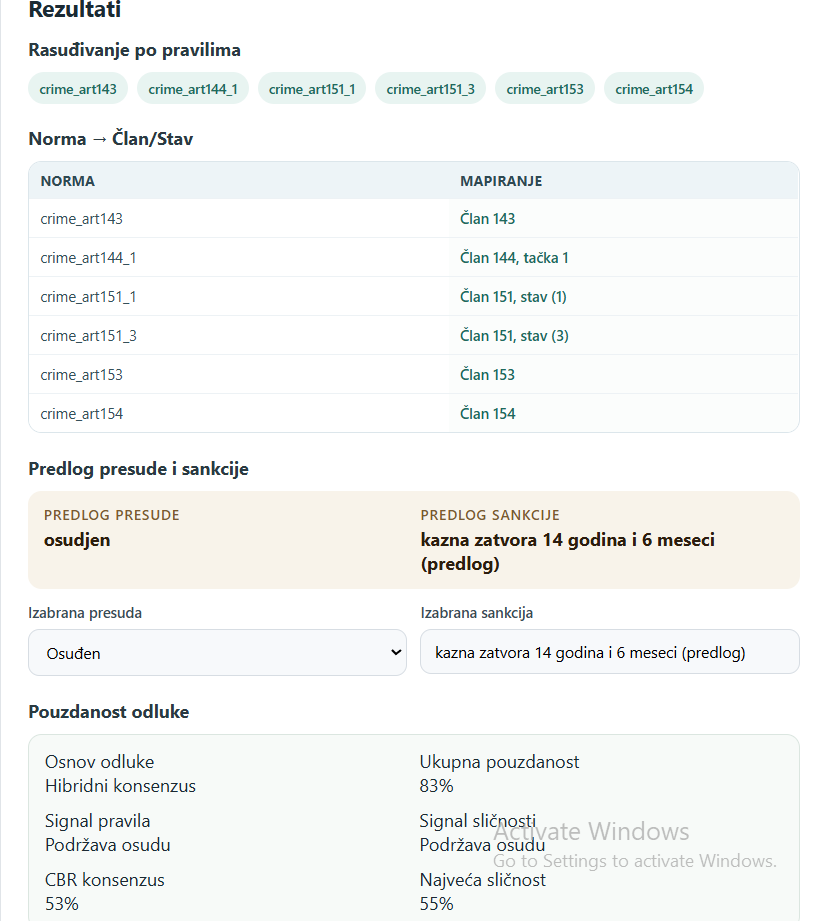 Rezultati
Rasuđivanje po pravilima
crime_art143 crime_art144_1 crime_art151_1 crime_art151_3 crime_art153 crime_art154
Norma → Član/Stav
NORMA MAPIRANJE
crime_art143 Član 143
crime_art144_1 Član 144, tačka 1
crime_art151_1 Član 151, stav (1)
crime_art151_3 Član 151, stav (3)
crime_art153 Član 153
crime_art154 Član 154
Predlog presude i sankcije
PREDLOG PRESUDE PREDLOG SANKCIJE
osudjen kazna zatvora 14 godina i 6 meseci
(predlog)
Izabrana presuda Izabrana sankcija
Osuđen kazna zatvora 14 godina i 6 meseci (predlog)
Pouzdanost odluke
Osnov odluke Ukupna pouzdanost
Hibridni konsenzus 83%
Signal pravila Signal sličnosti
Podržava osudu Podržava osudu
CBR konsenzus Najveća sličnost
53% 55%
Activate Windows
Go to Settings to activate Windows.